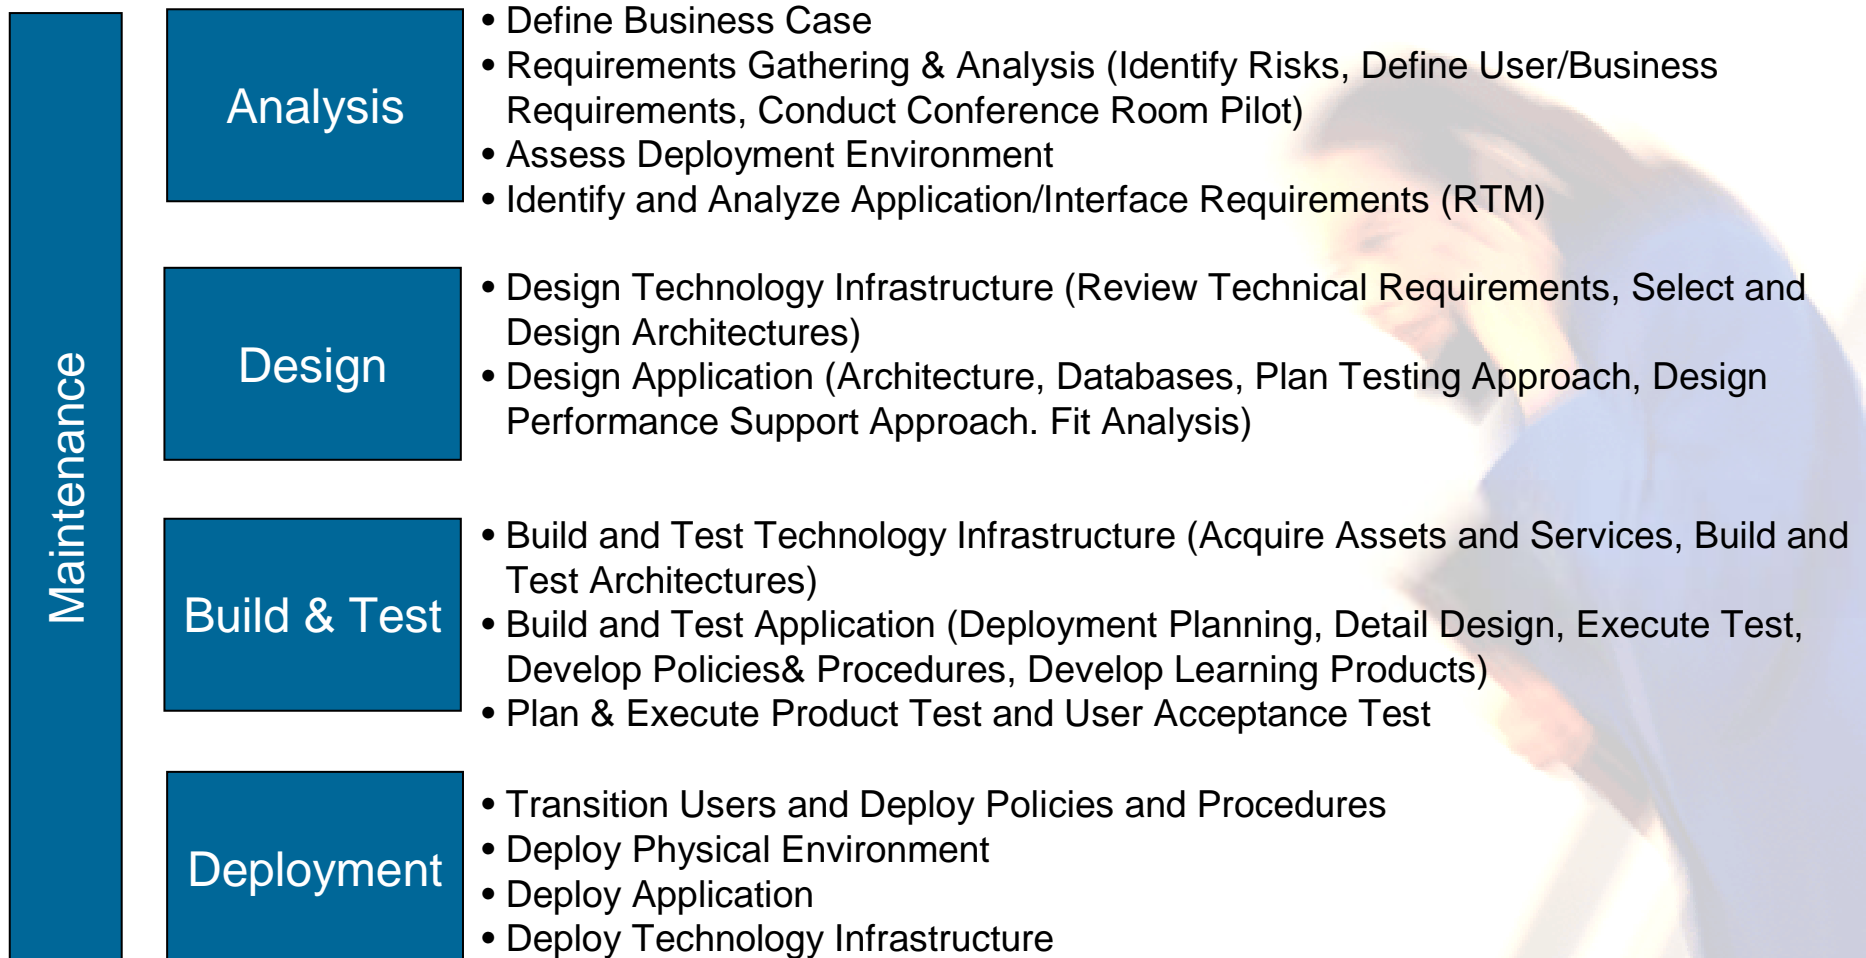 Maintenance
Analysis
• Define Business Case
• Requirements Gathering & Analysis (Identify Risks, Define User/Business
Requirements, Conduct Conference Room Pilot)
• Assess Deployment Environment
• Identify and Analyze Application/Interface Requirements (RTM)
Design
• Design Technology Infrastructure (Review Technical Requirements, Select and
Design Architectures)
• Design Application (Architecture, Databases, Plan Testing Approach, Design
Performance Support Approach. Fit Analysis)
Build & Test
• Build and Test Technology Infrastructure (Acquire Assets and Services, Build and
Test Architectures)
• Build and Test Application (Deployment Planning, Detail Design, Execute Test,
Develop Policies& Procedures, Develop Learning Products)
• Plan & Execute Product Test and User Acceptance Test
Deployment
• Transition Users and Deploy Policies and Procedures
• Deploy Physical Environment
• Deploy Application
• Deploy Technology Infrastructure